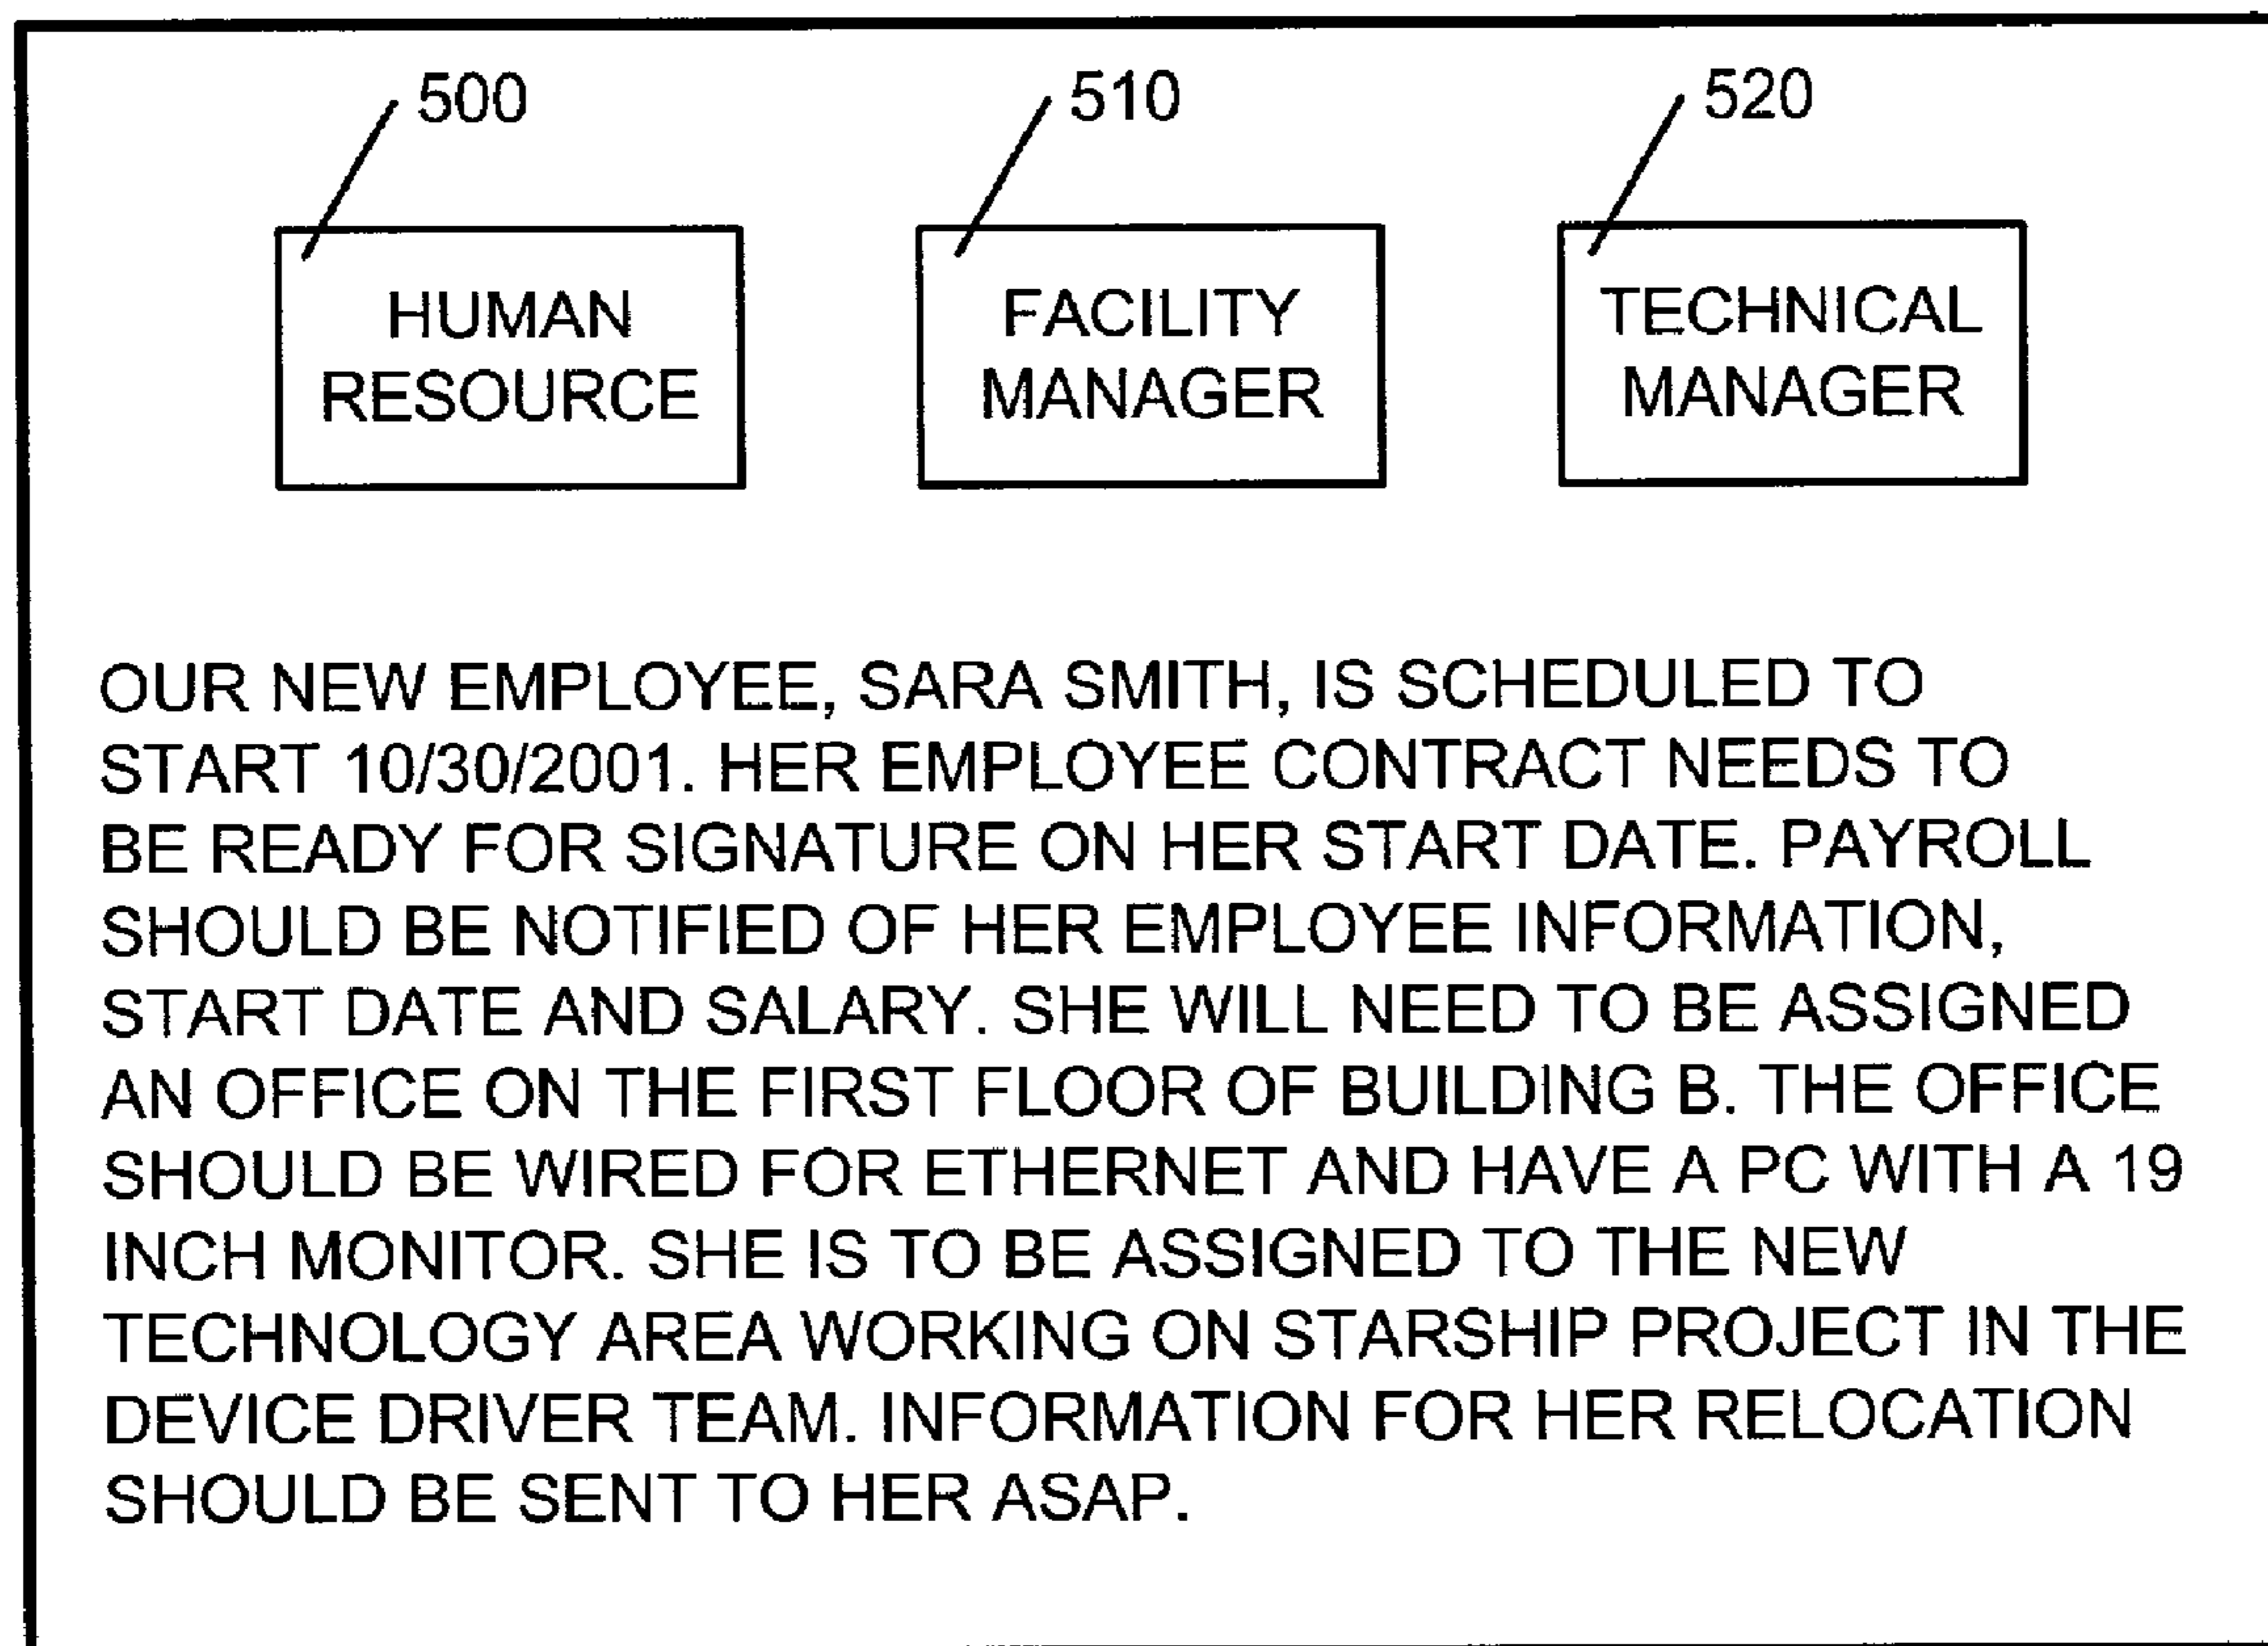 500 510 520
HUMAN RESOURCE
FACILITY MANAGER
TECHNICAL MANAGER
OUR NEW EMPLOYEE, SARA SMITH, IS SCHEDULED TO
START 10/30/2001. HER EMPLOYEE CONTRACT NEEDS TO
BE READY FOR SIGNATURE ON HER START DATE. PAYROLL
SHOULD BE NOTIFIED OF HER EMPLOYEE INFORMATION,
START DATE AND SALARY. SHE WILL NEED TO BE ASSIGNED
AN OFFICE ON THE FIRST FLOOR OF BUILDING B. THE OFFICE
SHOULD BE WIRED FOR ETHERNET AND HAVE A PC WITH A 19
INCH MONITOR. SHE IS TO BE ASSIGNED TO THE NEW
TECHNOLOGY AREA WORKING ON STARSHIP PROJECT IN THE
DEVICE DRIVER TEAM. INFORMATION FOR HER RELOCATION
SHOULD BE SENT TO HER ASAP.